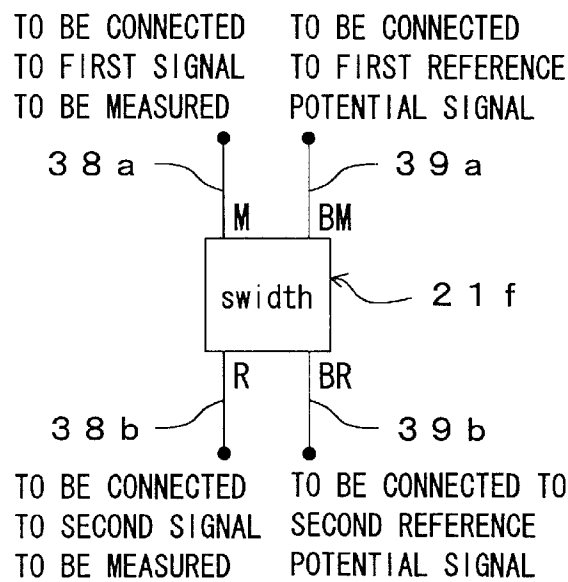 TO BE CONNECTED
TO FIRST SIGNAL
TO BE MEASURED
TO BE CONNECTED
TO FIRST REFERENCE
POTENTIAL SIGNAL
38a
39a
M
BM
swidth
21f
R
BR
38b
39b
TO BE CONNECTED
TO SECOND SIGNAL
TO BE MEASURED
TO BE CONNECTED TO
SECOND REFERENCE
POTENTIAL SIGNAL